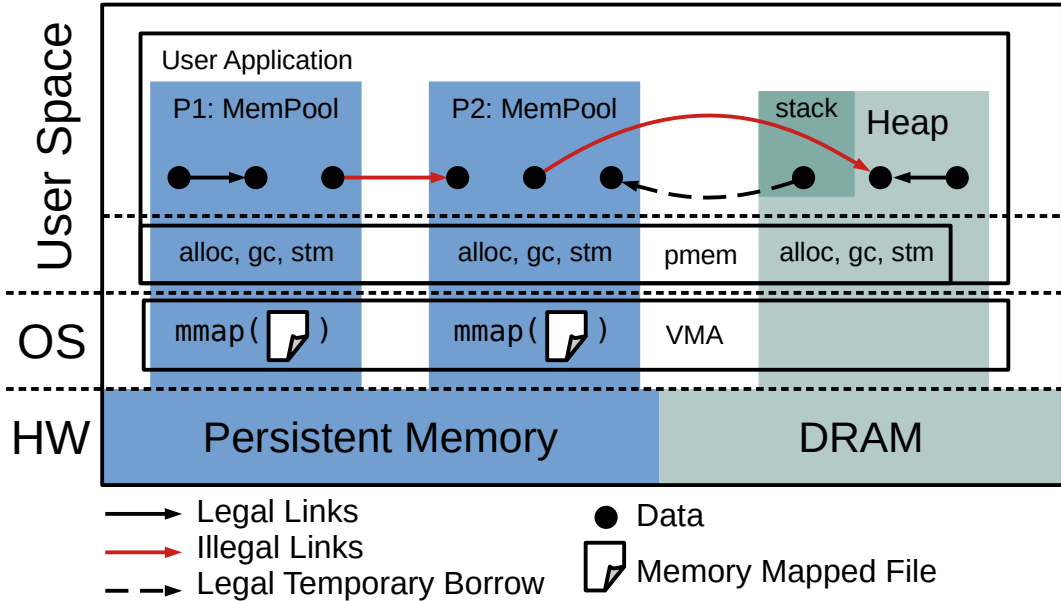 User Space
User Application
P1: MemPool
P2: MemPool
stack
Heap
alloc, gc, stm
alloc, gc, stm
pmem
alloc, gc, stm
OS
mmap( )
mmap( )
VMA
HW
Persistent Memory
DRAM
Legal Links
Illegal Links
Legal Temporary Borrow
Data
Memory Mapped File